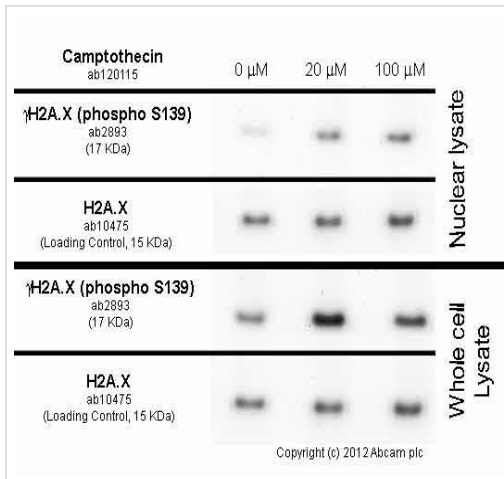 Camptothecin
ab120115
0 µM 20 µM 100 µM
γH2A.X (phospho S139)
ab2893
(17 KDa)
H2A.X
ab10475
(Loading Control, 15 KDa)
Nuclear lysate
γH2A.X (phospho S139)
ab2893
(17 KDa)
H2A.X
ab10475
(Loading Control, 15 KDa)
Whole cell
Lysate
Copyright (c) 2012 Abcam plc